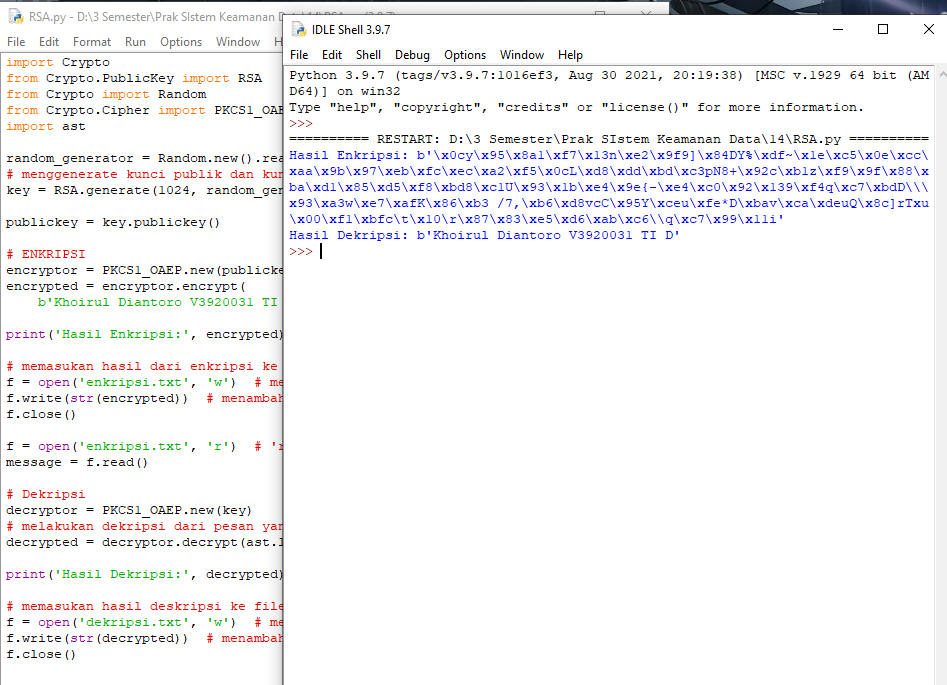 RSA.py - D:\3 Semester\Prak SIstem Keamanan
File Edit Format Run Options Window
import Crypto
from Crypto.PublicKey import RSA
from Crypto import Random
from Crypto.Cipher import PKCS1_OAE
import ast
random_generator = Random.new().rea
# menggenerate kunci publik dan kun
key = RSA.generate(1024, random_gen
publickey = key.publickey()
# ENKRIPSI
encryptor = PKCS1_OAEP.new(publicke
encrypted = encryptor.encrypt(
b'Khoirul Diantoro V3920031 TI
print('Hasil Enkripsi:', encrypted)
# memasukan hasil dari enkripsi ke
f = open('enkripsi.txt', 'w')  # me
f.write(str(encrypted))  # menambah
f.close()
f = open('enkripsi.txt', 'r')  # 'r
message = f.read()
# Dekripsi
decryptor = PKCS1_OAEP.new(key)
# melakukan dekripsi dari pesan yan
decrypted = decryptor.decrypt(ast.l
print('Hasil Dekripsi:', decrypted)
# memasukan hasil deskripsi ke file
f = open('dekripsi.txt', 'w')  # me
f.write(str(decrypted))  # menambah
f.close()
IDLE Shell 3.9.7
File Edit Shell Debug Options Window Help
Python 3.9.7 (tags/v3.9.7:1016ef3, Aug 30 2021, 20:19:38) [MSC v.1929 64 bit (AM
D64)] on win32
Type "help", "copyright", "credits" or "license()" for more information.
>>>
========== RESTART: D:\3 Semester\Prak SIstem Keamanan Data\14\RSA.py ==========
Hasil Enkripsi: b'\x0cy\x95\x8a1\xf7\x13n\xe2\x9f9]\x84DY%\xdf~\x1e\xc5\x0e\xcc\
xaa\x9b\x97\xeb\xfc\xec\xa2\xf5\x0cL\xd8\xdd\xbd\xc3pN8+\x92c\xb1z\xf9\x9f\x88\x
ba\xd1\x85\xd5\xf8\xbd8\xc1U\x93\x1b\xe4\x9e{-\xe4\xc0\x92\x139\xf4q\xc7\xbdD\\\
x93\xa3w\xe7\xafK\x86\xb3 /7,\xb6\xd8vcC\x95Y\xceu\xfe*D\xbav\xca\xdeuQ\x8c]rTxu
\x00\xf1\xbfc\t\x10\r\x87\x83\xe5\xd6\xab\xc6\\q\xc7\x99\x11i'
Hasil Dekripsi: b'Khoirul Diantoro V3920031 TI D'
>>>